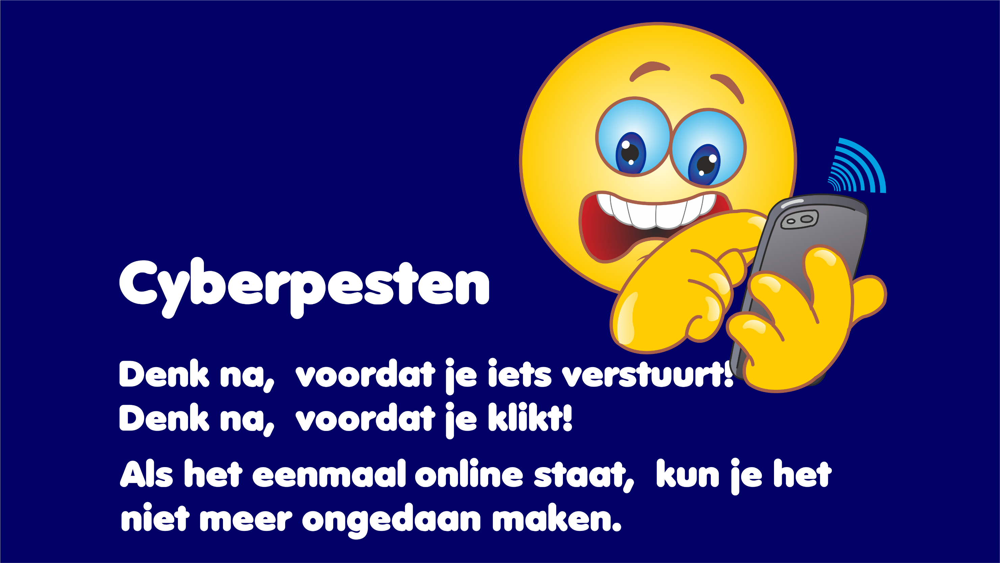 Cyberpesten
Denk na, voordat je iets verstuurt!
Denk na, voordat je klikt!
Als het eenmaal online staat, kun je het
niet meer ongedaan maken.